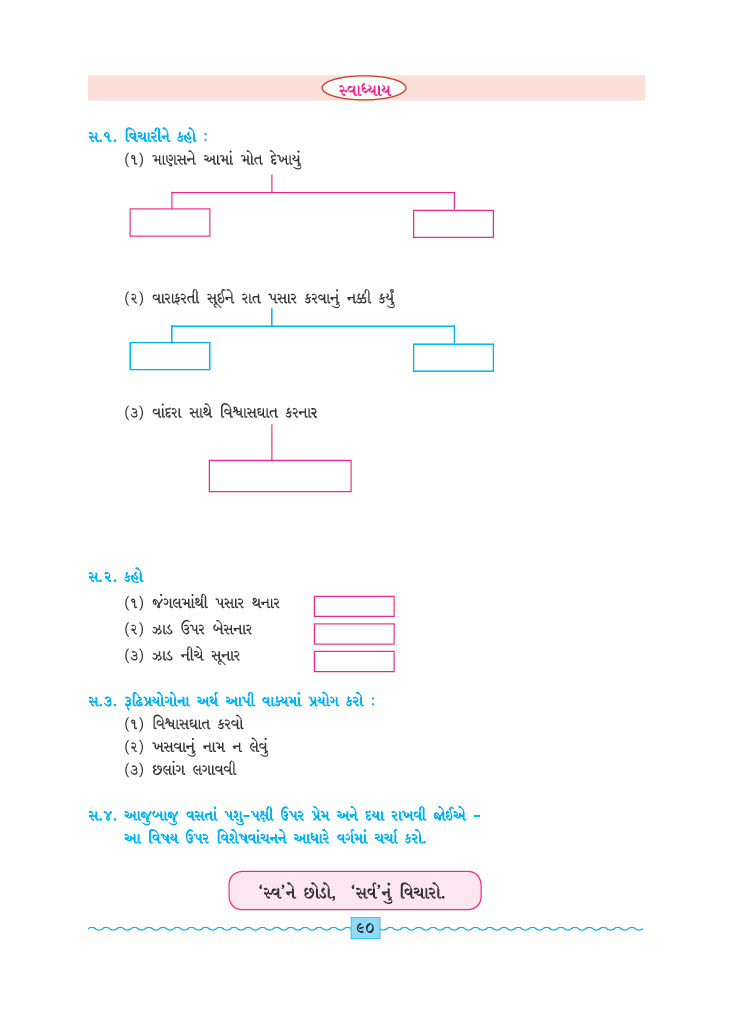 સ્વાધ્યાય
સ.૧. વિચારીને કહો :
(૧) માણસને આમાં મોત દેખાયું
(૨) વારાફરતી સૂઈને રાત પસાર કરવાનું નક્કી કર્યું
(૩) વાંદરા સાથે વિશ્વાસઘાત કરનાર
સ.૨. કહો
(૧) જંગલમાંથી પસાર થનાર
(૨) ઝાડ ઉપર બેસનાર
(૩) ઝાડ નીચે સૂનાર
સ.૩. રૂઢિપ્રયોગોના અર્થ આપી વાક્યમાં પ્રયોગ કરો :
(૧) વિશ્વાસઘાત કરવો
(૨) ખસવાનું નામ ન લેવું
(૩) છલાંગ લગાવવી
સ.૪. આજુબાજુ વસતાં પશુ-પક્ષી ઉપર પ્રેમ અને દયા રાખવી જોઈએ –
આ વિષય ઉપર વિશેષવાંચનને આધારે વર્ગમાં ચર્ચા કરો.
‘સ્વ’ને છોડો, ‘સર્વ’નું વિચારો.
૯૦